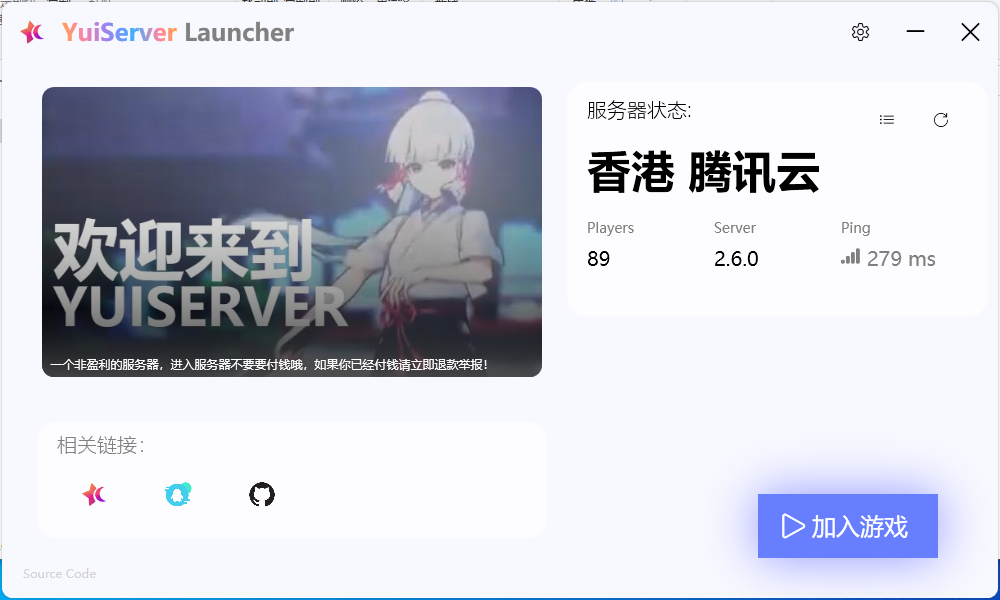 YuiServer Launcher
欢迎来到
YUISERVER
一个非盈利的服务器，进入服务器不要要付钱哦，如果你已经付钱请立即退款举报！
服务器状态:
香港 腾讯云
Players
Server
Ping
89
2.6.0
279 ms
相关链接：
加入游戏
Source Code